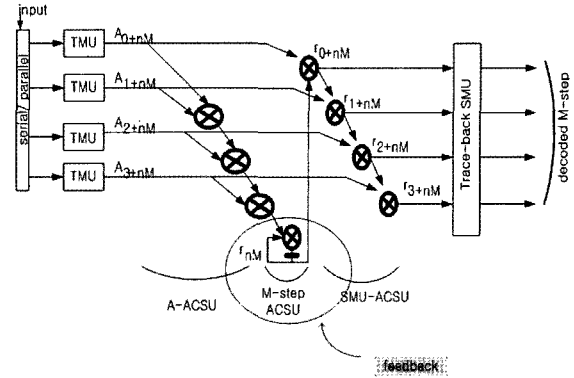 input
serial/parallel
TMU
A0+nM
TMU
A1+nM
TMU
A2+nM
TMU
A3+nM
r0+nM
r1+nM
r2+nM
r3+nM
Trace-back SMU
decoded M-step
rnM
A-ACSU
M-step
ACSU
SMU-ACSU
feedback